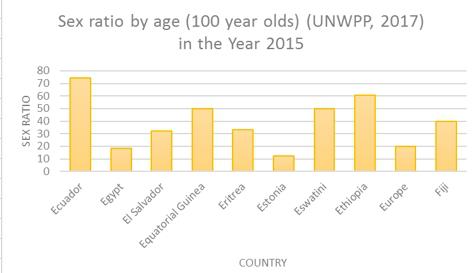 Sex ratio by age (100 year olds) (UNWPP, 2017)
in the Year 2015
SEX RATIO
80
70
60
50
40
30
20
10
0
Ecuador
Egypt
El Salvador
Equatorial Guinea
Eritrea
Estonia
Eswatini
Ethiopia
Europe
Fiji
COUNTRY